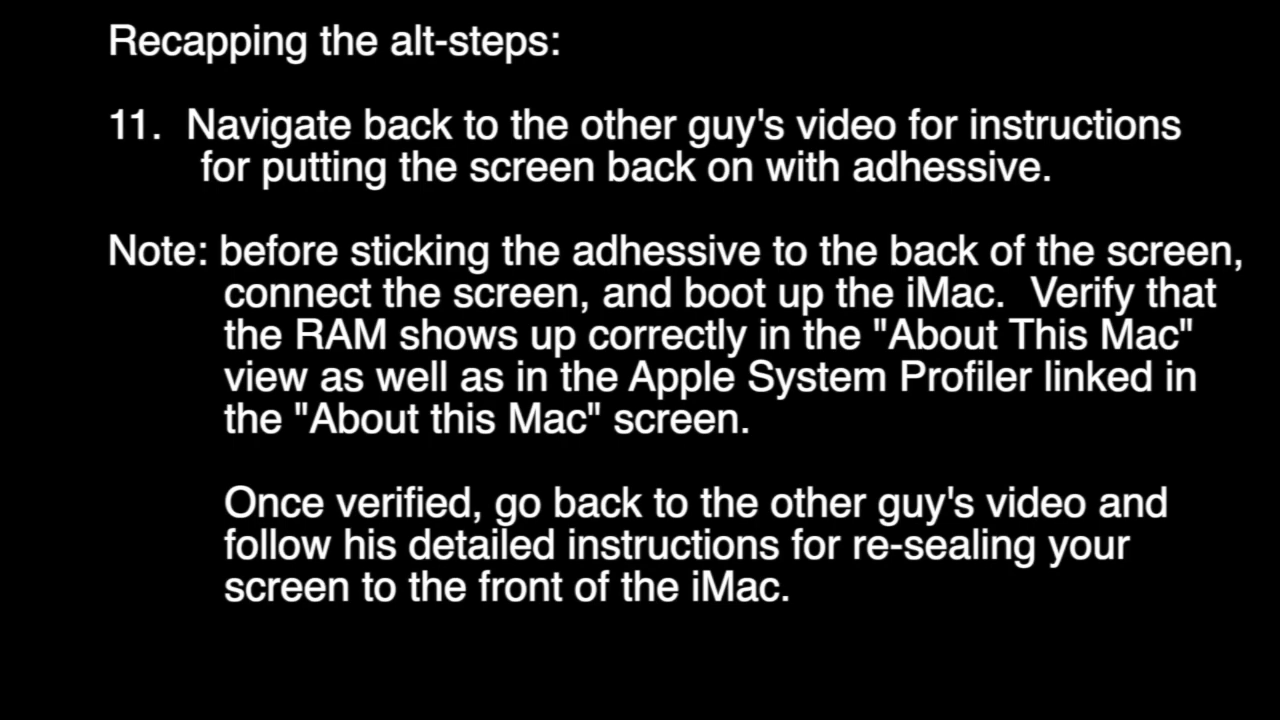 Recapping the alt-steps:
11. Navigate back to the other guy's video for instructions
for putting the screen back on with adhessive.
Note: before sticking the adhessive to the back of the screen,
connect the screen, and boot up the iMac. Verify that
the RAM shows up correctly in the "About This Mac"
view as well as in the Apple System Profiler linked in
the "About this Mac" screen.
Once verified, go back to the other guy's video and
follow his detailed instructions for re-sealing your
screen to the front of the iMac.